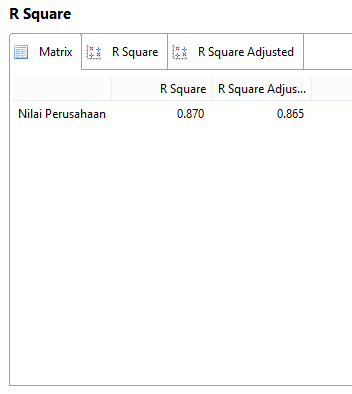 R Square
Matrix R Square R Square Adjusted
R Square R Square Adjus...
Nilai Perusahaan 0.870 0.865